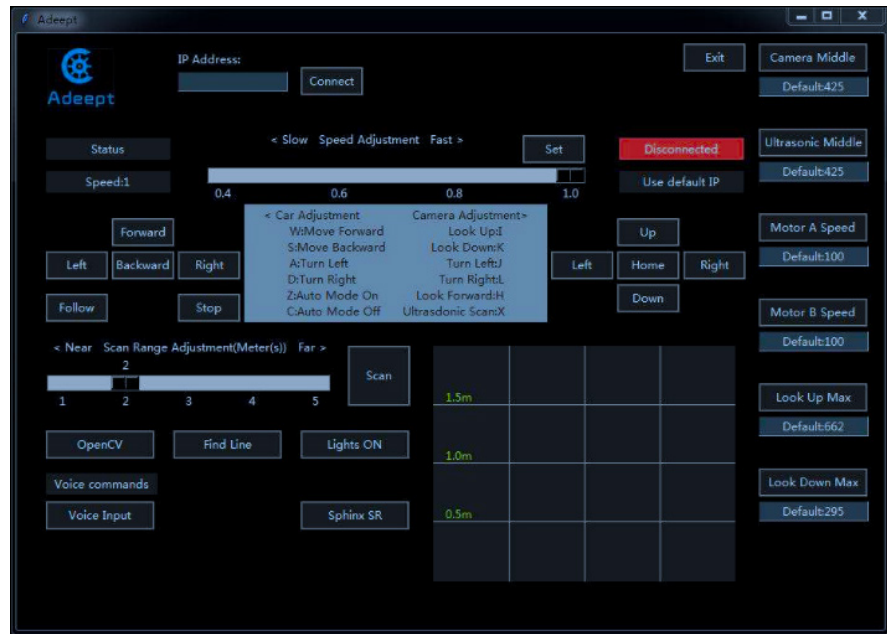 Adeept
IP Address:
Connect
Exit
Adeept
Camera Middle
Default:425
< Slow Speed Adjustment Fast >
Status
Set
Disconnected
Ultrasonic Middle
Default:425
Speed:1
0.4 0.6 0.8 1.0
Use default IP
< Car Adjustment Camera Adjustment>
W:Move Forward Look Up:I
S:Move Backward Look Down:K
A:Turn Left Turn Left:J
D:Turn Right Turn Right:L
Z:Auto Mode On Look Forward:H
C:Auto Mode Off Ultrasdonic Scan:X
Forward
Left Backward Right
Follow Stop
Up
Left Home Right
Down
Motor A Speed
Default:100
Motor B Speed
Default:100
< Near Scan Range Adjustment(Meter(s)) Far >
2
1 2 3 4 5
Scan
1.5m
1.0m
0.5m
Look Up Max
Default:662
OpenCV Find Line Lights ON
Voice commands
Voice Input Sphinx SR
Look Down Max
Default:295